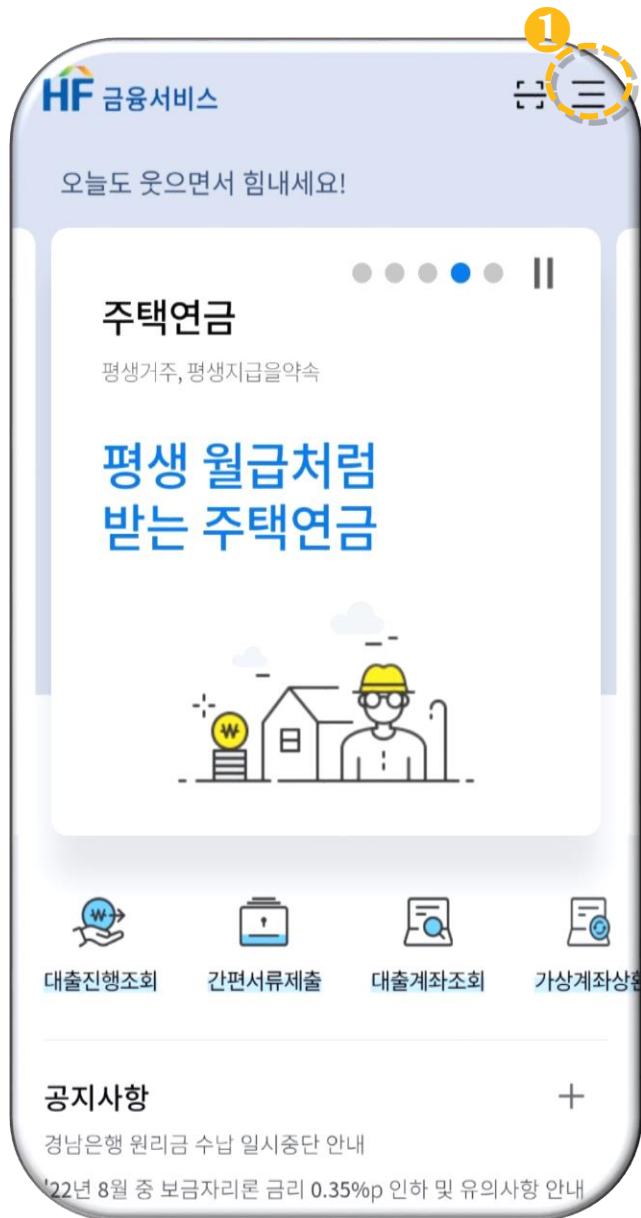 1
HF 금융서비스
오늘도 웃으면서 힘내세요!
주택연금
평생거주, 평생지급을약속
평생 월급처럼
받는 주택연금
₩
₩
대출진행조회 간편서류제출 대출계좌조회 가상계좌상환
공지사항
경남은행 원리금 수납 일시중단 안내
'22년 8월 중 보금자리론 금리 0.35%p 인하 및 유의사항 안내